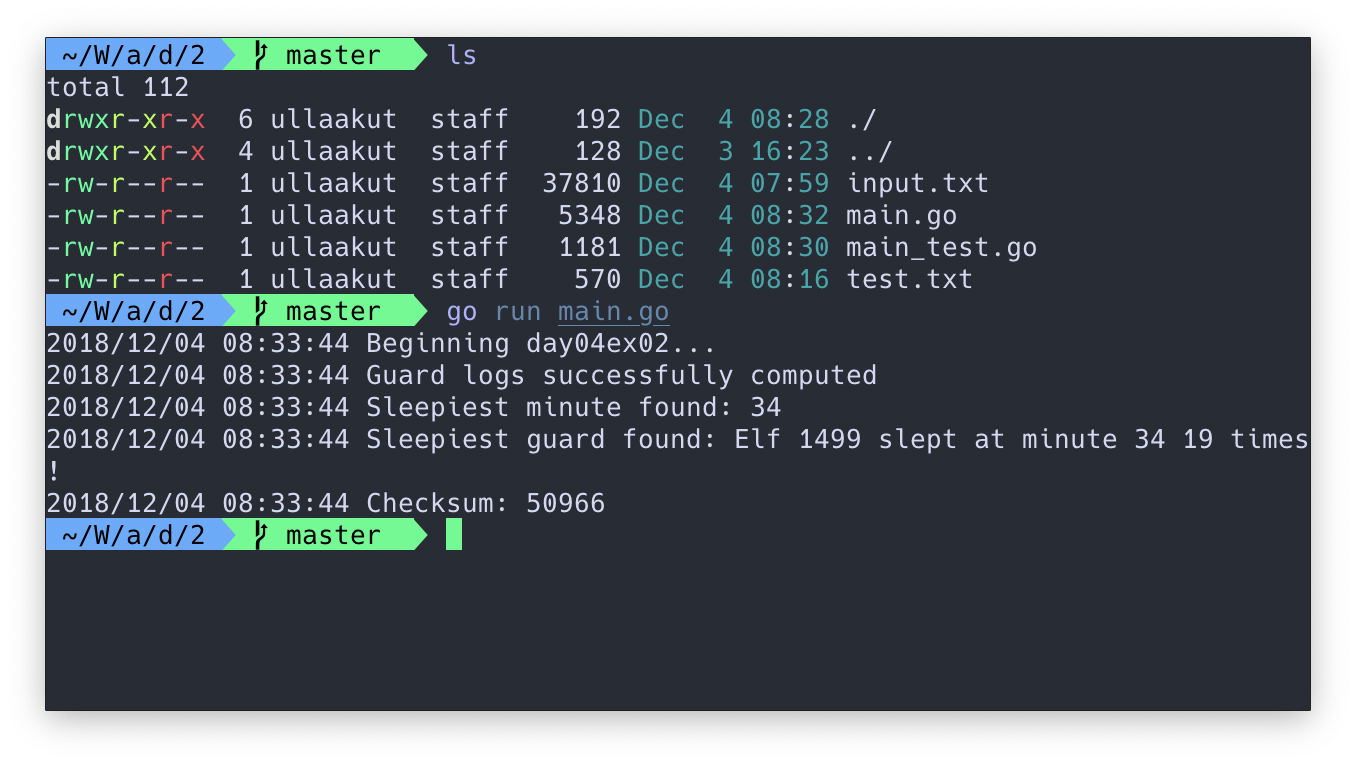 ~/W/a/d/2 master ls
total 112
drwxr-xr-x  6 ullaakut  staff    192 Dec  4 08:28 ./
drwxr-xr-x  4 ullaakut  staff    128 Dec  3 16:23 ../
-rw-r--r--  1 ullaakut  staff  37810 Dec  4 07:59 input.txt
-rw-r--r--  1 ullaakut  staff   5348 Dec  4 08:32 main.go
-rw-r--r--  1 ullaakut  staff   1181 Dec  4 08:30 main_test.go
-rw-r--r--  1 ullaakut  staff    570 Dec  4 08:16 test.txt
~/W/a/d/2 master go run main.go
2018/12/04 08:33:44 Beginning day04ex02...
2018/12/04 08:33:44 Guard logs successfully computed
2018/12/04 08:33:44 Sleepiest minute found: 34
2018/12/04 08:33:44 Sleepiest guard found: Elf 1499 slept at minute 34 19 times
!
2018/12/04 08:33:44 Checksum: 50966
~/W/a/d/2 master